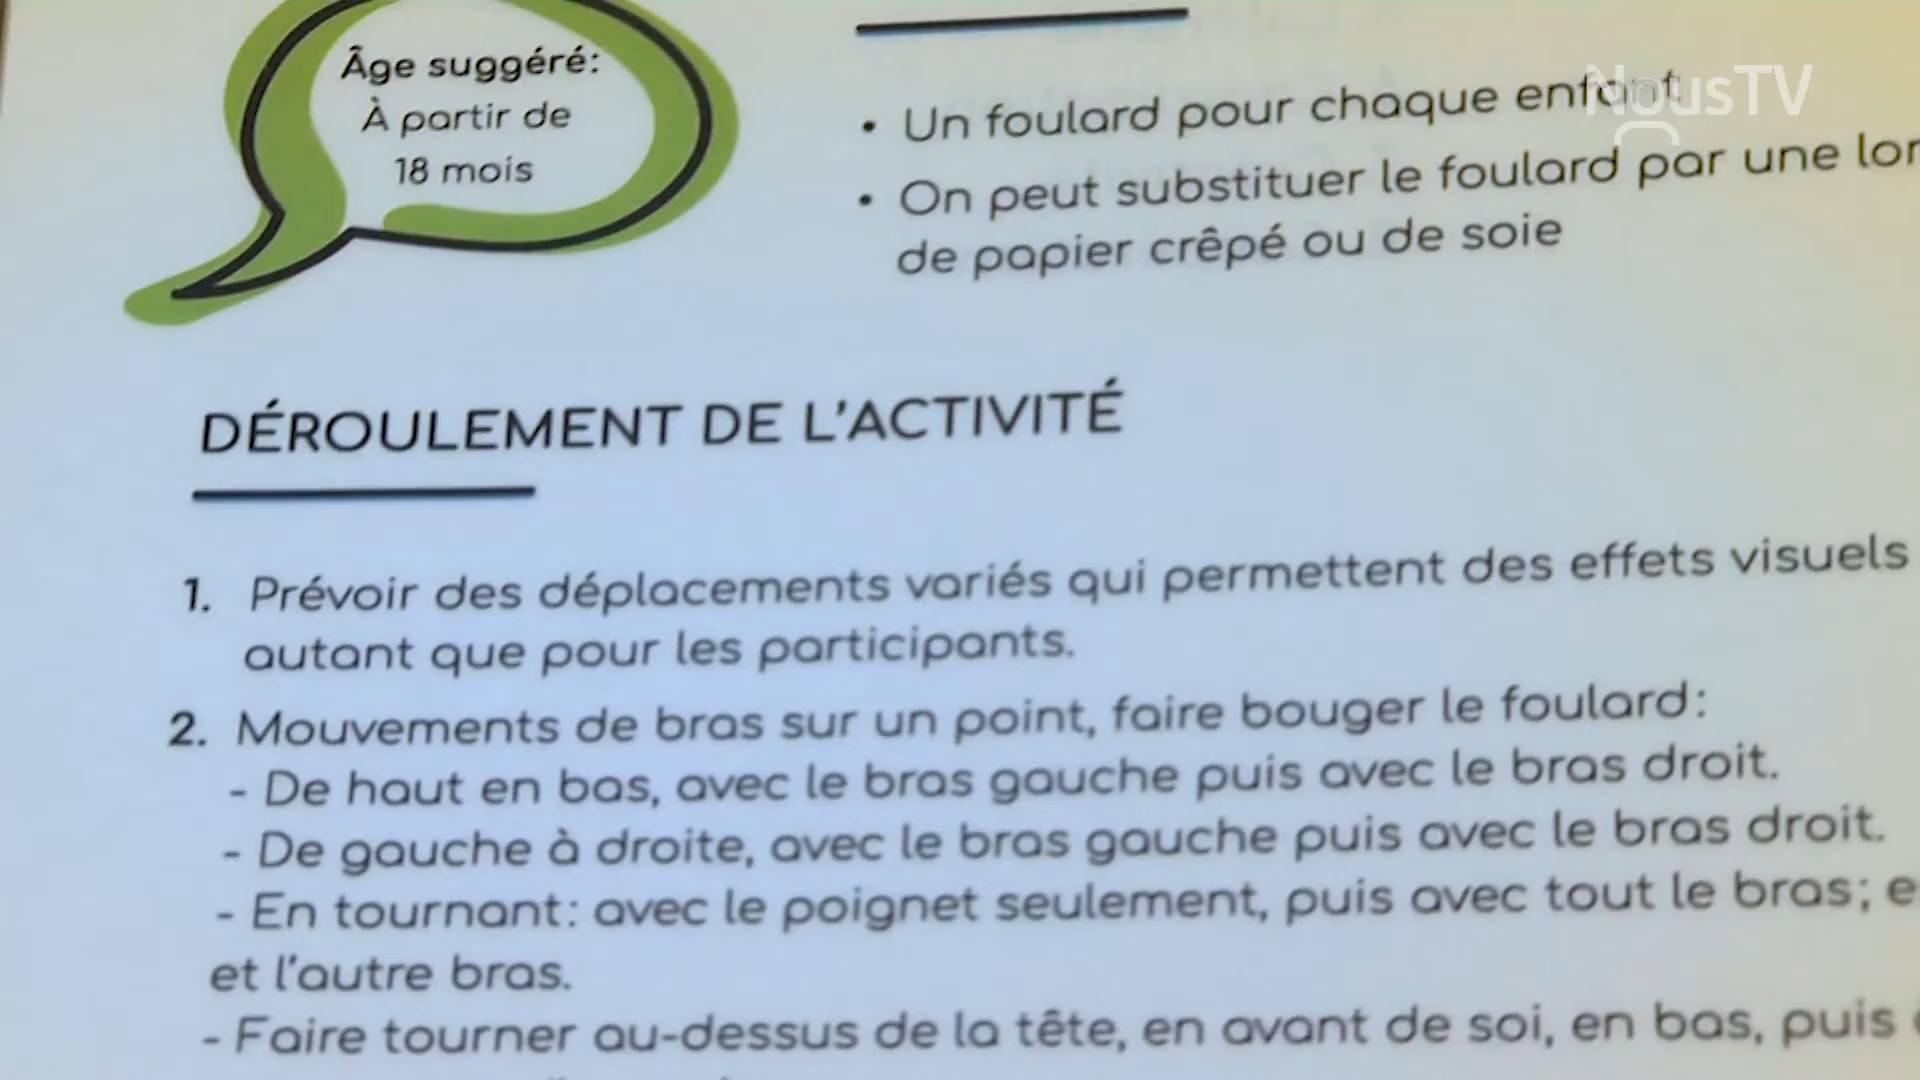 Âge suggéré:
À partir de
18 mois
• Un foulard pour chaque enfant
• On peut substituer le foulard par une
de papier crêpé ou de soie
NousTV
DÉROULEMENT DE L'ACTIVITÉ
1. Prévoir des déplacements variés qui permettent des effets visuels
autant que pour les participants.
2. Mouvements de bras sur un point, faire bouger le foulard:
- De haut en bas, avec le bras gauche puis avec le bras droit.
- De gauche à droite, avec le bras gauche puis avec le bras droit.
- En tournant: avec le poignet seulement, puis avec tout le bras;
et l'autre bras.
- Faire tourner au-dessus de la tête, en avant de soi, en bas, puis